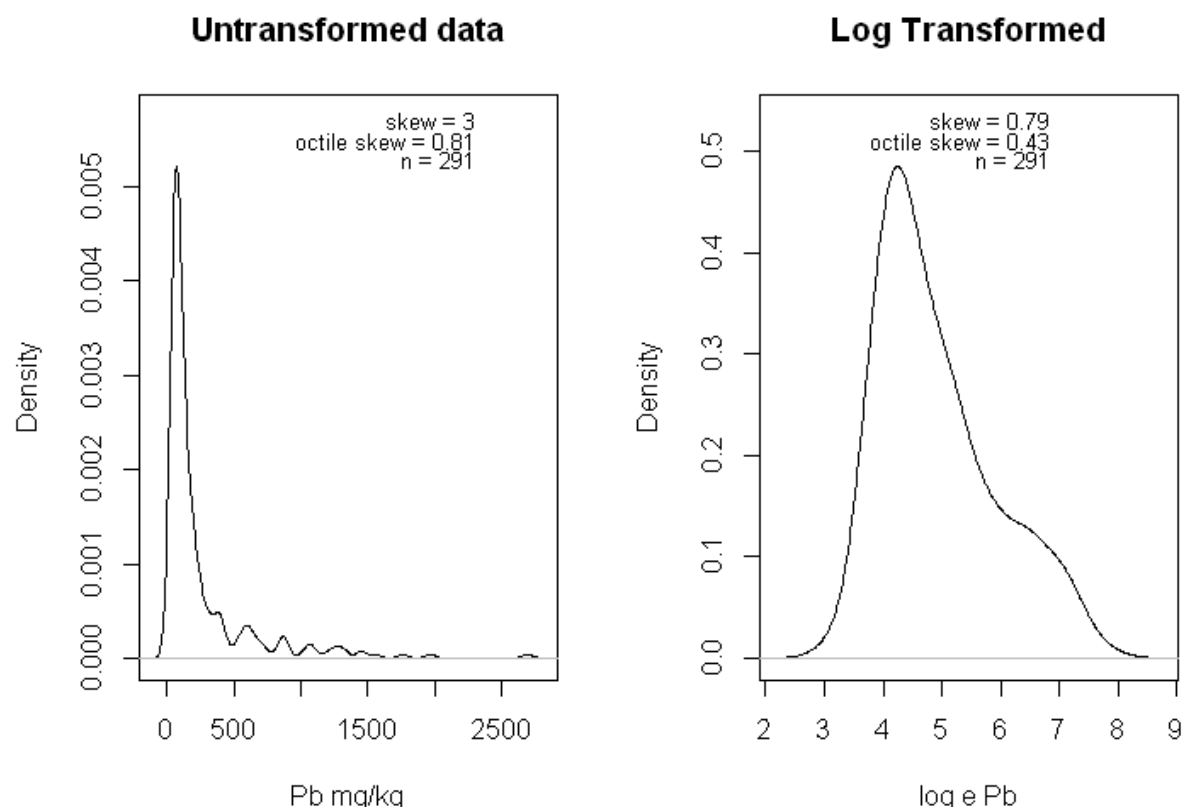 Untransformed data
skew = 3
octile skew = 0.81
n = 291
Density
0.005
0.004
0.003
0.002
0.001
0.000
0 500 1500 2500
Pb mg/kg
Log Transformed
skew = 0.79
octile skew = 0.43
n = 291
Density
0.5
0.4
0.3
0.2
0.1
0.0
2 3 4 5 6 7 8 9
log e Pb